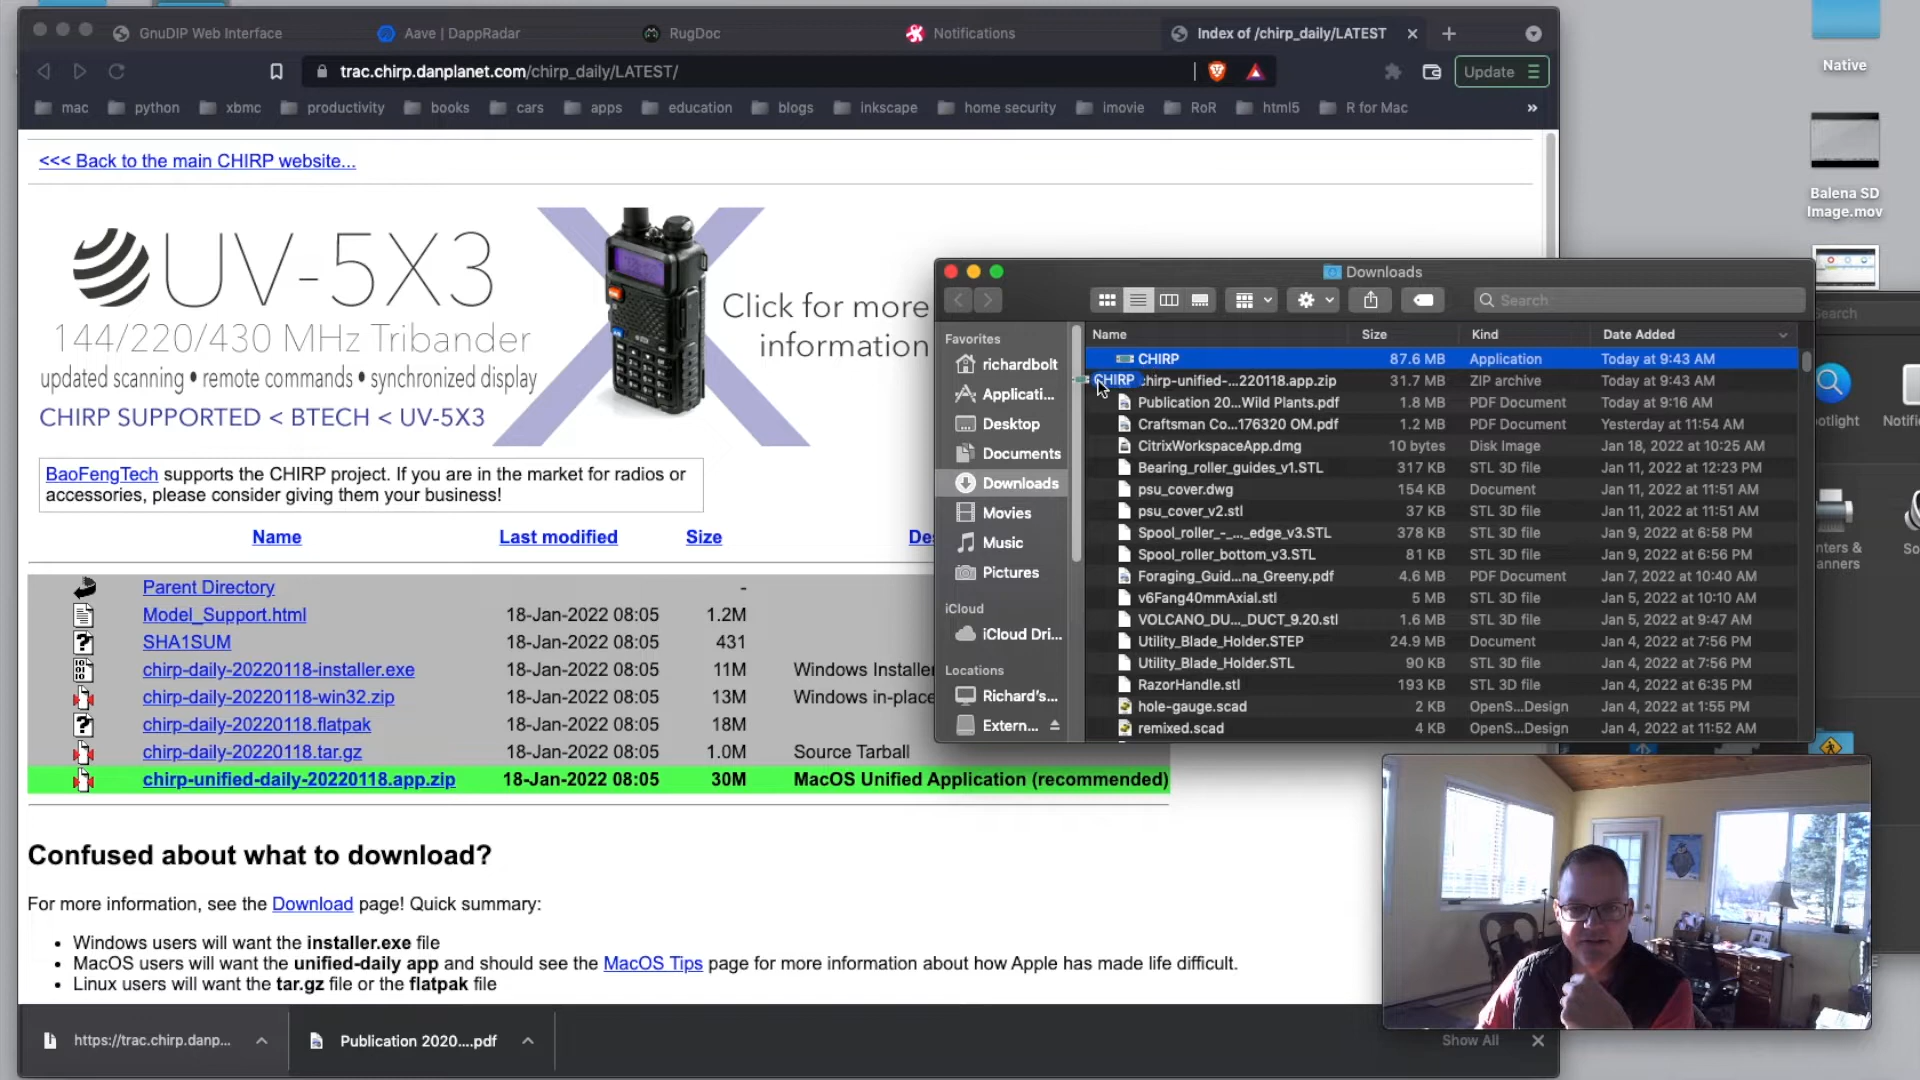 GnuDIP Web Interface
Aave | DappRadar
RugDoc
Notifications
Index of /chirp_daily/LATEST
trac.chirp.danplanet.com/chirp_daily/LATEST/
Update
mac python xbmc productivity books cars apps education blogs inkscape home security imovie RoR html5 R for Mac »
<<< Back to the main CHIRP website...
UV-5X3
144/220/430 MHz Tribander
updated scanning • remote commands • synchronized display
CHIRP SUPPORTED < BTECH < UV-5X3
Click for more
information
BaoFengTech supports the CHIRP project. If you are in the market for radios or
accessories, please consider giving them your business!
Name Last modified Size Des
Parent Directory -
Model_Support.html 18-Jan-2022 08:05 1.2M
SHA1SUM 18-Jan-2022 08:05 431
chirp-daily-20220118-installer.exe 18-Jan-2022 08:05 11M Windows Installer
chirp-daily-20220118-win32.zip 18-Jan-2022 08:05 13M Windows in-place
chirp-daily-20220118.flatpak 18-Jan-2022 08:05 18M
chirp-daily-20220118.tar.gz 18-Jan-2022 08:05 1.0M Source Tarball
chirp-unified-daily-20220118.app.zip 18-Jan-2022 08:05 30M MacOS Unified Application (recommended)
Confused about what to download?
For more information, see the Download page! Quick summary:
• Windows users will want the installer.exe file
• MacOS users will want the unified-daily app and should see the MacOS Tips page for more information about how Apple has made life difficult.
• Linux users will want the tar.gz file or the flatpak file
https://trac.chirp.danp...
Publication 2020....pdf
Show All
Downloads
Search
Favorites
richardbolt
Applicati...
Desktop
Documents
Downloads
Movies
Music
Pictures
iCloud
iCloud Dri...
Locations
Richard's...
Extern...
Name Size Kind Date Added
CHIRP 87.6 MB Application Today at 9:43 AM
CHIRP
chirp-unified-...220118.app.zip 31.7 MB ZIP archive Today at 9:43 AM
Publication 20...Wild Plants.pdf 1.8 MB PDF Document Today at 9:16 AM
Craftsman Co...176320 OM.pdf 1.2 MB PDF Document Yesterday at 11:54 AM
CitrixWorkspaceApp.dmg 10 bytes Disk Image Jan 18, 2022 at 10:25 AM
Bearing_roller_guides_v1.STL 317 KB STL 3D file Jan 11, 2022 at 12:23 PM
psu_cover.dwg 154 KB Document Jan 11, 2022 at 11:51 AM
psu_cover_v2.stl 37 KB STL 3D file Jan 11, 2022 at 11:51 AM
Spool_roller_-_..._edge_v3.STL 378 KB STL 3D file Jan 9, 2022 at 6:58 PM
Spool_roller_bottom_v3.STL 81 KB STL 3D file Jan 9, 2022 at 6:56 PM
Foraging_Guid...na_Greeny.pdf 4.6 MB PDF Document Jan 7, 2022 at 10:40 AM
v6Fang40mmAxial.stl 5 MB STL 3D file Jan 5, 2022 at 10:10 AM
VOLCANO_DU..._DUCT_9.20.stl 1.6 MB STL 3D file Jan 5, 2022 at 9:47 AM
Utility_Blade_Holder.STEP 24.9 MB Document Jan 4, 2022 at 7:56 PM
Utility_Blade_Holder.STL 90 KB STL 3D file Jan 4, 2022 at 7:56 PM
RazorHandle.stl 193 KB STL 3D file Jan 4, 2022 at 6:35 PM
hole-gauge.scad 2 KB OpenS...Design Jan 4, 2022 at 1:55 PM
remixed.scad 4 KB OpenS...Design Jan 4, 2022 at 11:52 AM
Native
Balena SD
Image.mov
earch
otlight
Notific
nters &
anners
So